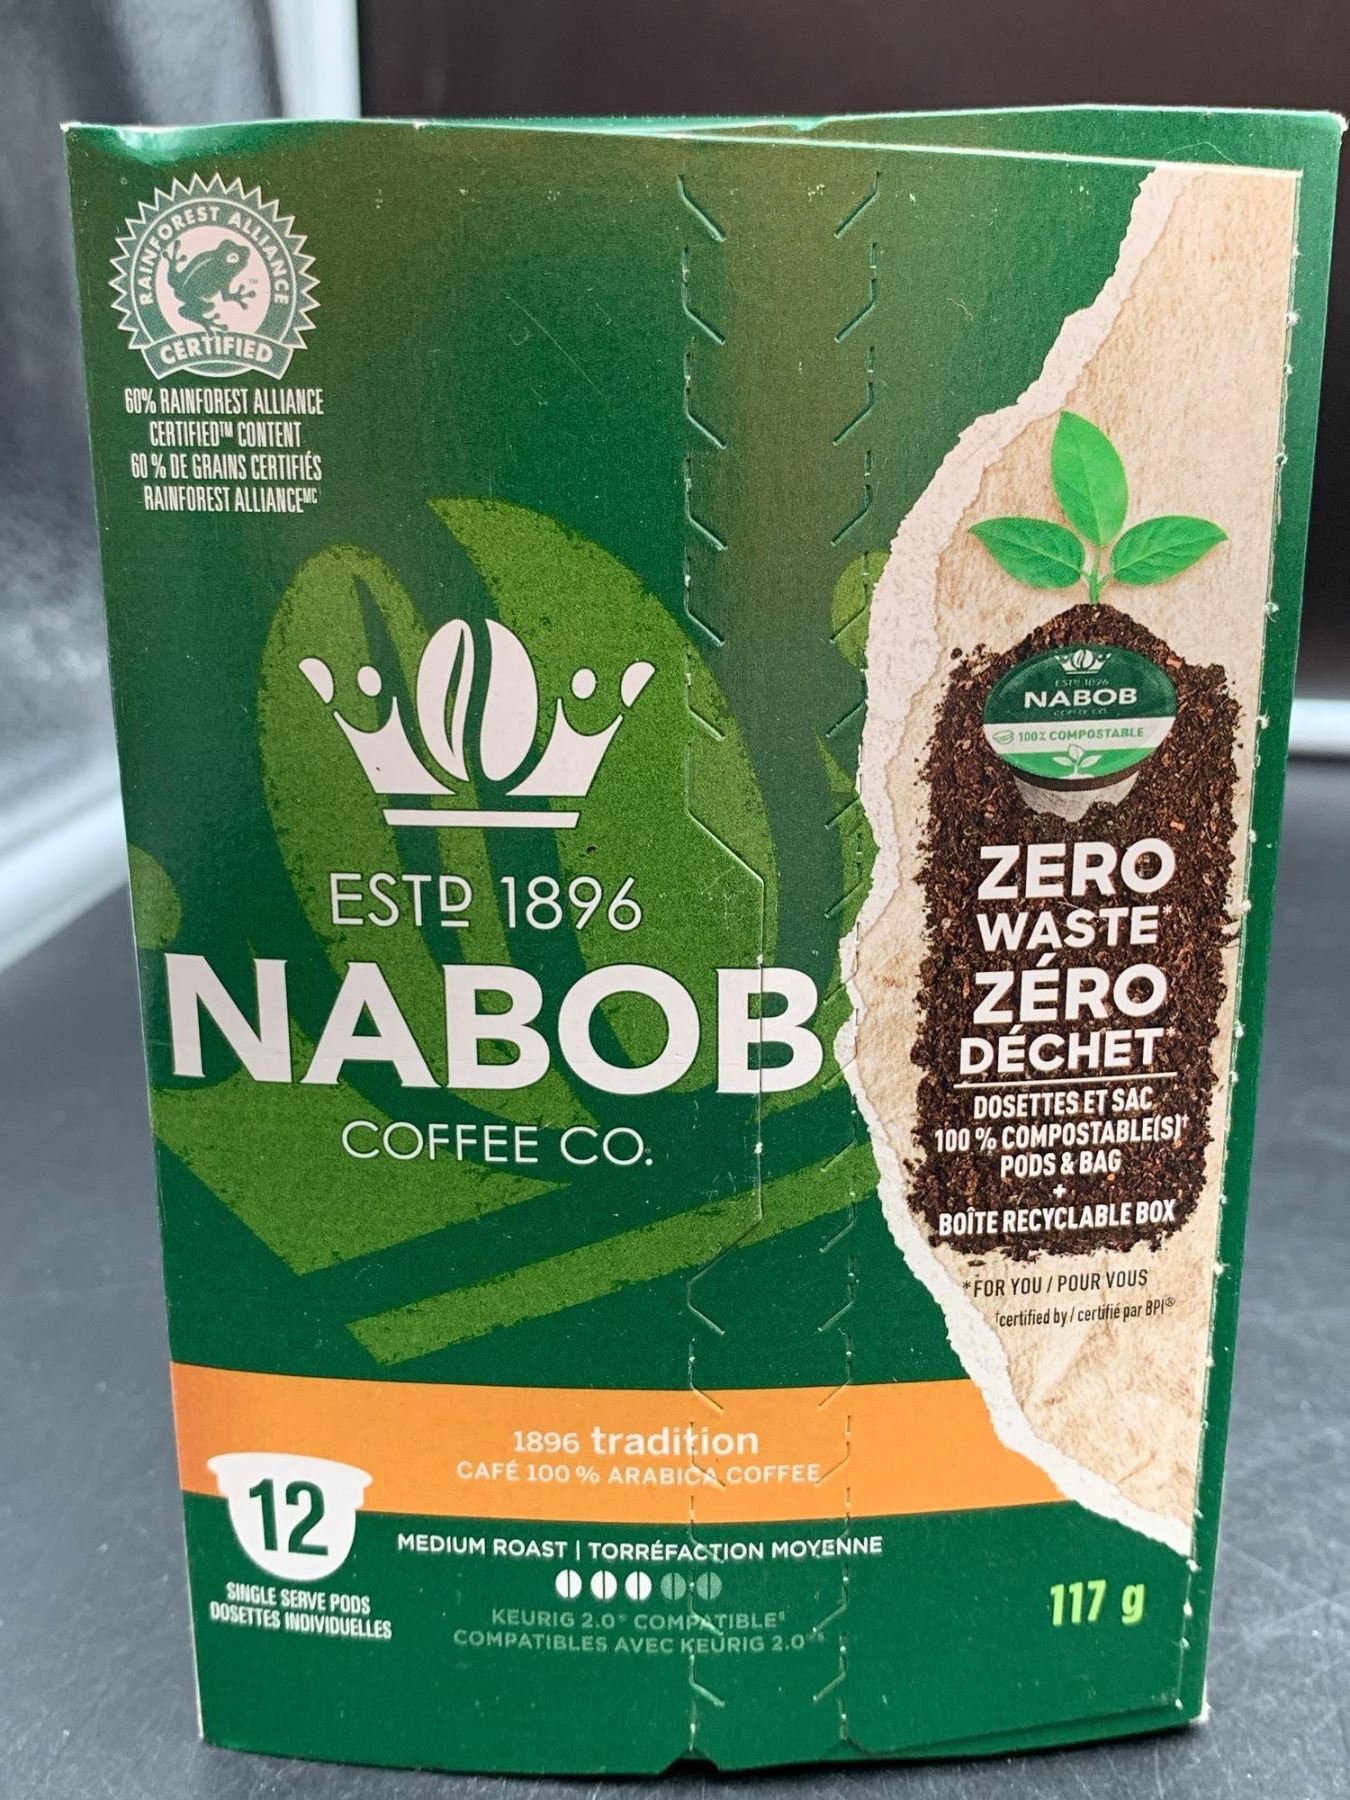 RAINFOREST ALLIANCE
CERTIFIED
60% RAINFOREST ALLIANCE
CERTIFIED™ CONTENT
60 % DE GRAINS CERTIFIÉS
RAINFOREST ALLIANCEᴹᶜ
ESTD 1896
NABOB
COFFEE CO.
ESTD 1896
NABOB
COFFEE CO.
100% COMPOSTABLE
ZERO
WASTE*
ZÉRO
DÉCHET*
DOSETTES ET SAC
100 % COMPOSTABLE(S)†
PODS & BAG
+
BOÎTE RECYCLABLE BOX
*FOR YOU / POUR VOUS
†certified by / certifié par BPI®
1896 tradition
CAFÉ 100 % ARABICA COFFEE
12
SINGLE SERVE PODS
DOSETTES INDIVIDUELLES
MEDIUM ROAST | TORRÉFACTION MOYENNE
KEURIG 2.0® COMPATIBLE§
COMPATIBLES AVEC KEURIG 2.0
117 g